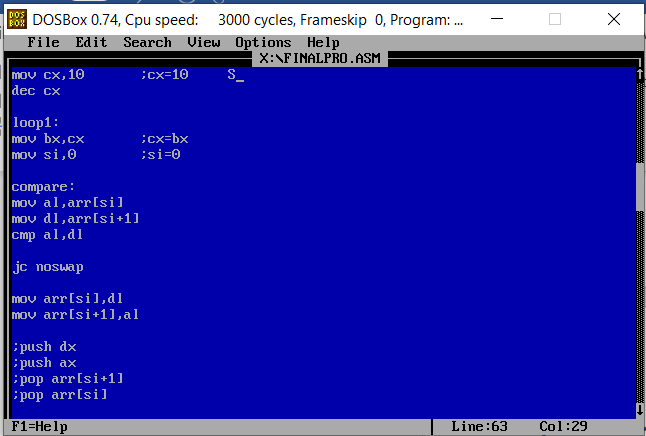 DOSBox 0.74, Cpu speed: 3000 cycles, Frameskip 0, Program: ...
File Edit Search View Options Help
X:\FINALPRO.ASM
mov cx,10 ;cx=10 S_
dec cx
loop1:
mov bx,cx ;cx=bx
mov si,0 ;si=0
compare:
mov al,arr[si]
mov dl,arr[si+1]
cmp al,dl
jc noswap
mov arr[si],dl
mov arr[si+1],al
;push dx
;push ax
;pop arr[si+1]
;pop arr[si]
F1=Help Line:63 Col:29